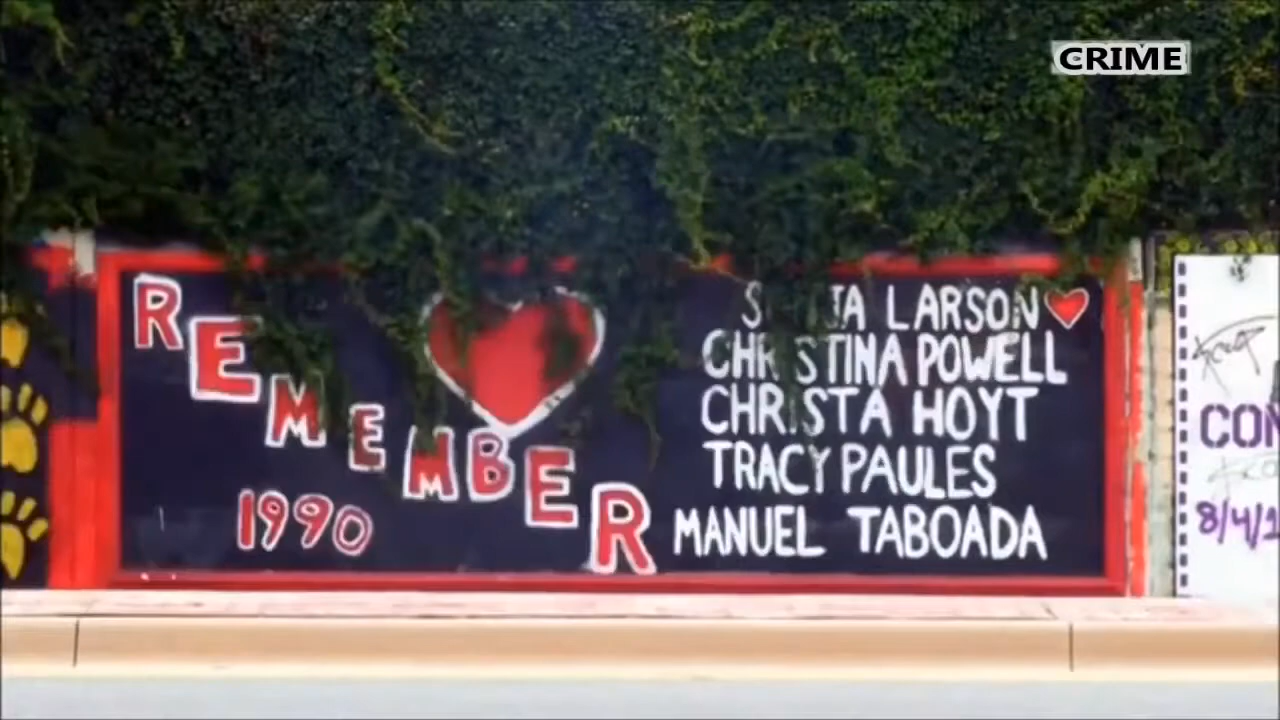 CRIME
REMEMBER
1990
LARSON
CHRISTINA POWELL
CHRISTA HOYT
TRACY PAULES
MANUEL TABOADA
CON
8/4/1